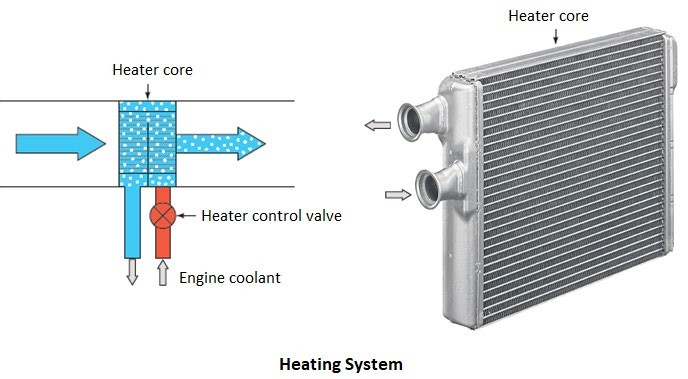 Heater core
Heater core
Heater control valve
Engine coolant
Heating System